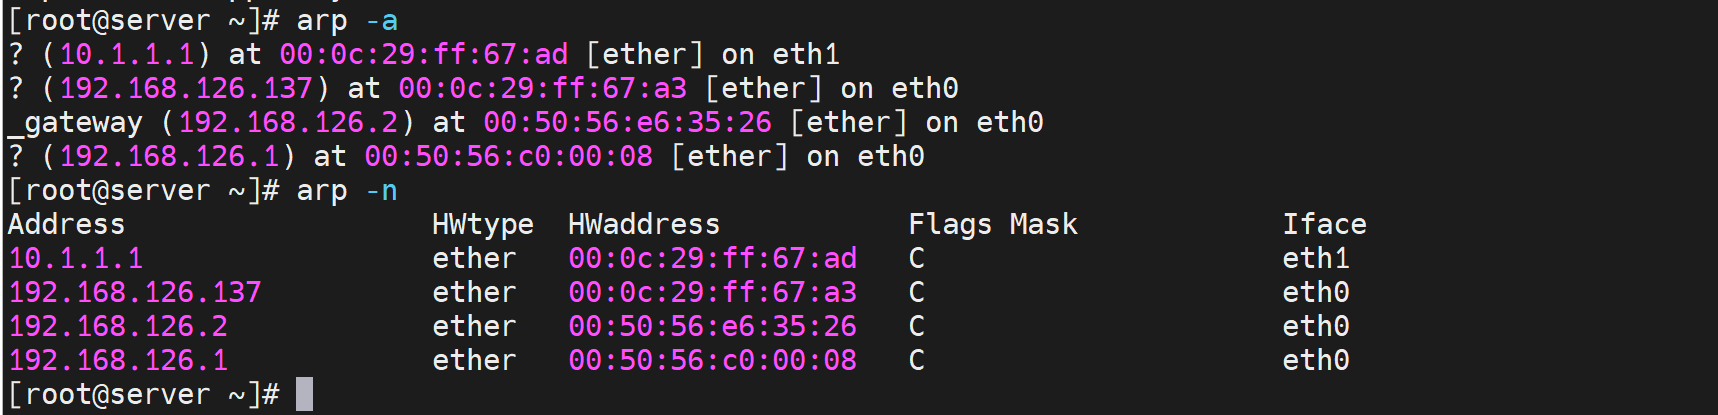 [root@server ~]# arp -a
? (10.1.1.1) at 00:0c:29:ff:67:ad [ether] on eth1
? (192.168.126.137) at 00:0c:29:ff:67:a3 [ether] on eth0
_gateway (192.168.126.2) at 00:50:56:e6:35:26 [ether] on eth0
? (192.168.126.1) at 00:50:56:c0:00:08 [ether] on eth0
[root@server ~]# arp -n
Address                  HWtype  HWaddress           Flags Mask            Iface
10.1.1.1                 ether   00:0c:29:ff:67:ad   C                     eth1
192.168.126.137          ether   00:0c:29:ff:67:a3   C                     eth0
192.168.126.2            ether   00:50:56:e6:35:26   C                     eth0
192.168.126.1            ether   00:50:56:c0:00:08   C                     eth0
[root@server ~]#